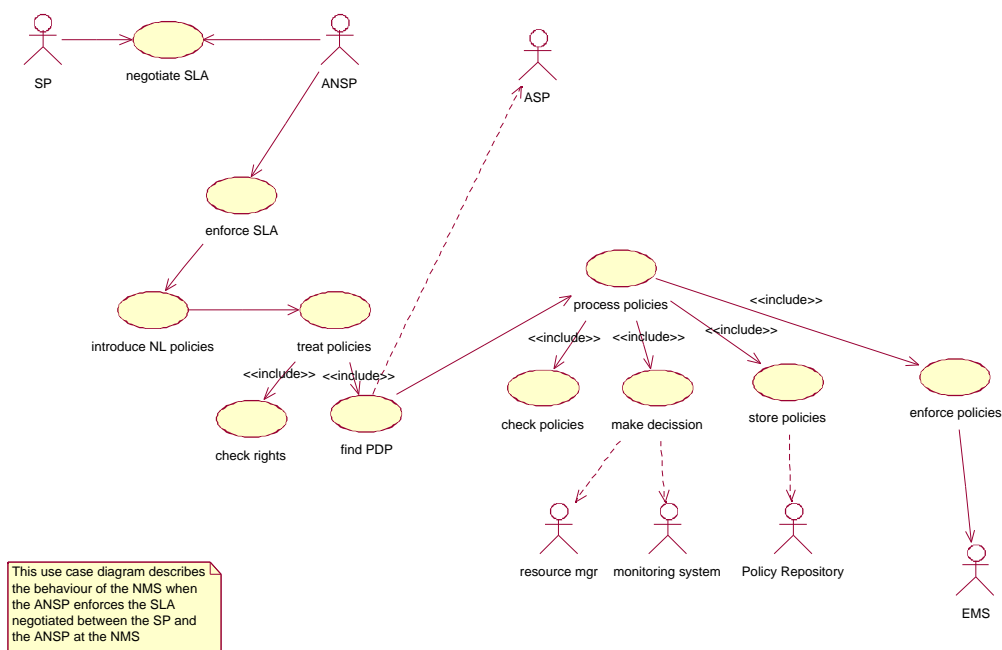 SP
negotiate SLA
ANSP
ASP
enforce SLA
introduce NL policies
treat policies
<<include>>
<<include>>
check rights
find PDP
process policies
<<include>>
<<include>>
<<include>>
<<include>>
check policies
make decission
store policies
enforce policies
resource mgr
monitoring system
Policy Repository
EMS
This use case diagram describes
the behaviour of the NMS when
the ANSP enforces the SLA
negotiated between the SP and
the ANSP at the NMS